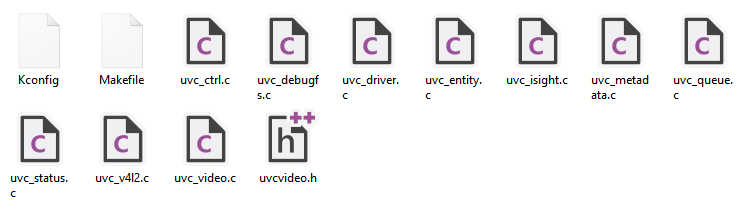 Kconfig
Makefile
uvc_ctrl.c
uvc_debugf
s.c
uvc_driver.
c
uvc_entity.
c
uvc_isight.c
uvc_metad
ata.c
uvc_queue.
c
uvc_status.
c
uvc_v4l2.c
uvc_video.c
uvcvideo.h